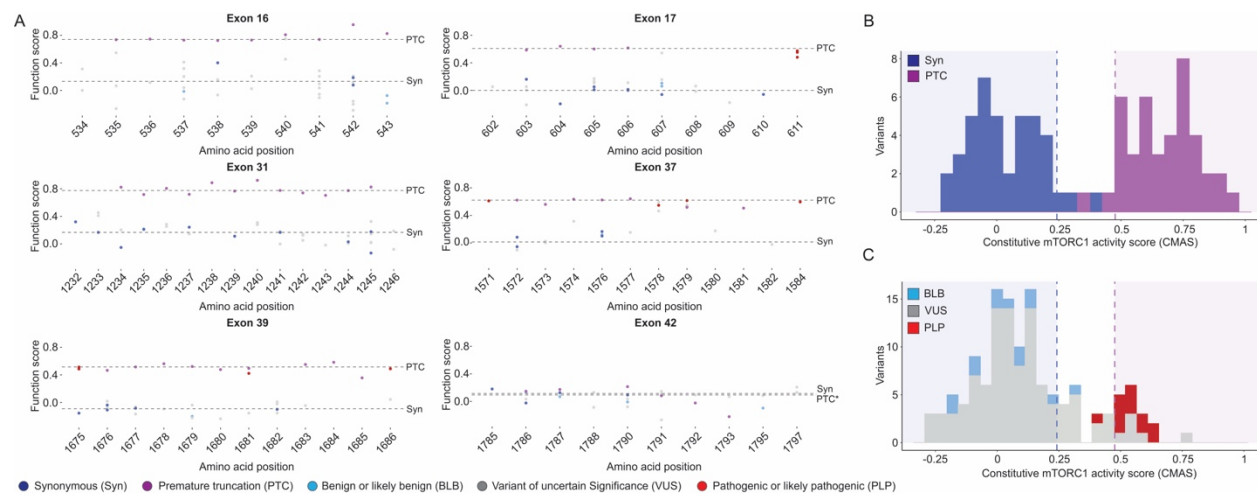 A
Exon 16
Function score
0.8
0.4
0.0
PTC
Syn
534 535 536 537 538 539 540 541 542 543
Amino acid position
Exon 17
Function score
0.8
0.4
0.0
PTC
Syn
602 603 604 605 606 607 608 609 610 611
Amino acid position
Exon 31
Function score
0.8
0.4
0.0
PTC
Syn
1232 1233 1234 1235 1236 1237 1238 1239 1240 1241 1242 1243 1244 1245 1246
Amino acid position
Exon 37
Function score
0.8
0.4
0.0
PTC
Syn
1571 1572 1573 1574 1576 1577 1578 1579 1580 1581 1582 1584
Amino acid position
Exon 39
Function score
0.8
0.4
0.0
PTC
Syn
1675 1676 1677 1678 1679 1680 1681 1682 1683 1684 1685 1686
Amino acid position
Exon 42
Function score
0.8
0.4
0.0
Syn
PTC*
1785 1786 1787 1788 1790 1791 1792 1793 1795 1797
Amino acid position
Synonymous (Syn) Premature truncation (PTC) Benign or likely benign (BLB) Variant of uncertain Significance (VUS) Pathogenic or likely pathogenic (PLP)
B
Syn
PTC
Variants
8
6
4
2
0
-0.25 0 0.25 0.5 0.75 1
Constitutive mTORC1 activity score (CMAS)
C
BLB
VUS
PLP
Variants
15
10
5
0
-0.25 0 0.25 0.5 0.75 1
Constitutive mTORC1 activity score (CMAS)